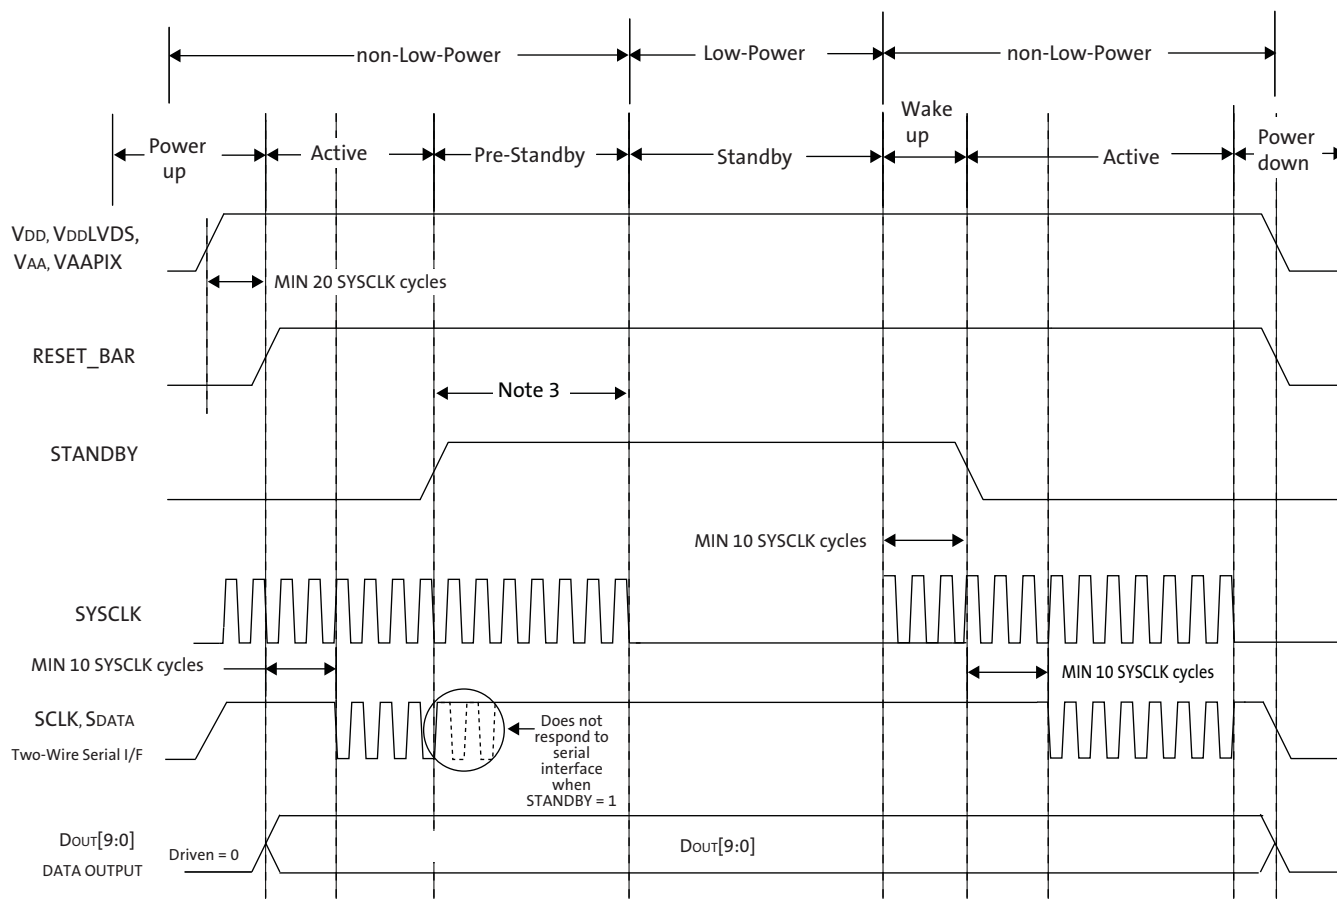 non-Low-Power
Low-Power
non-Low-Power
Power
up
Active
Pre-Standby
Standby
Wake
up
Active
Power
down
VDD, VDDLVDS,
VAA, VAAPIX
MIN 20 SYSCLK cycles
RESET_BAR
Note 3
STANDBY
MIN 10 SYSCLK cycles
SYSCLK
MIN 10 SYSCLK cycles
MIN 10 SYSCLK cycles
SCLK, SDATA
Two-Wire Serial I/F
Does not
respond to
serial
interface
when
STANDBY = 1
DOUT[9:0]
DATA OUTPUT
Driven = 0
DOUT[9:0]